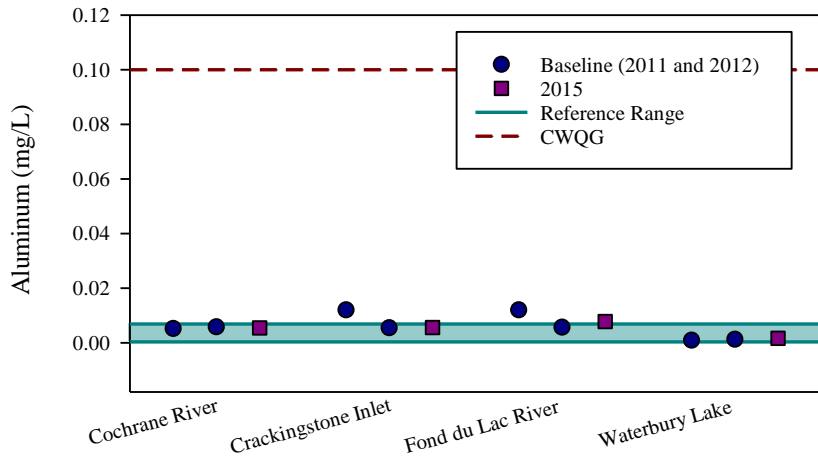 Aluminum (mg/L)
0.12
0.10
0.08
0.06
0.04
0.02
0.00
Baseline (2011 and 2012)
2015
Reference Range
CWQG
Cochrane River
Crackingstone Inlet
Fond du Lac River
Waterbury Lake